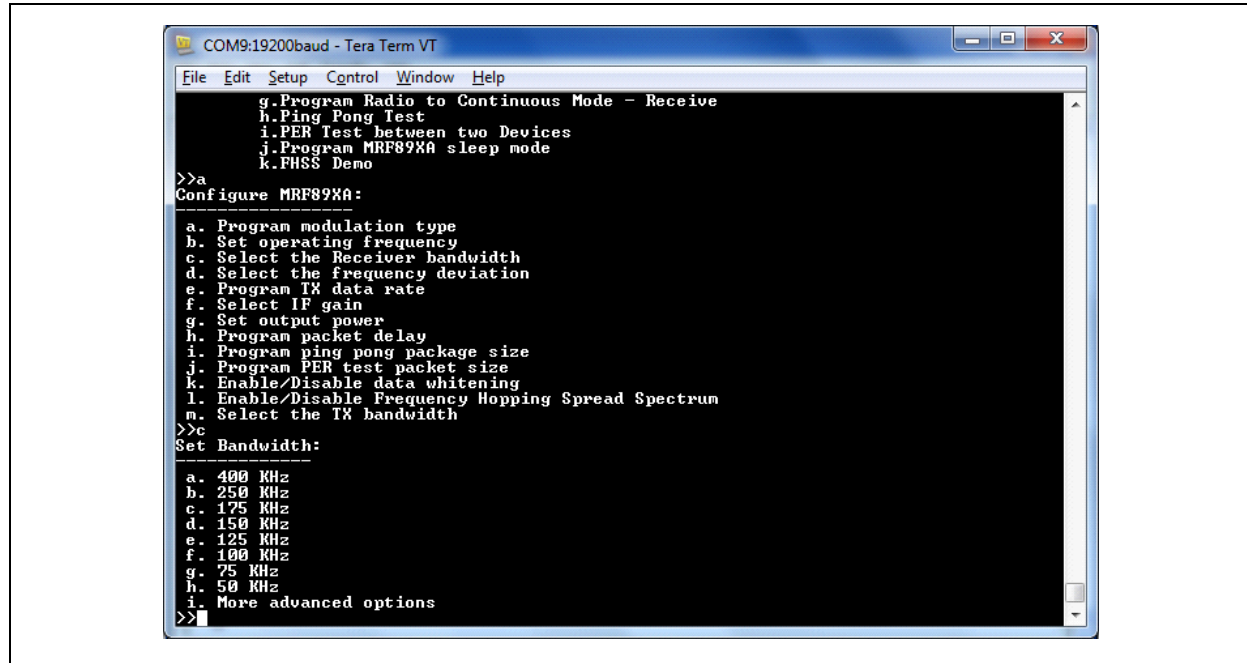 COM9:19200baud - Tera Term VT
File Edit Setup Control Window Help
g.Program Radio to Continuous Mode - Receive
h.Ping Pong Test
i.PER Test between two Devices
j.Program MRF89XA sleep mode
k.FHSS Demo
>>a
Configure MRF89XA:
------------------
a. Program modulation type
b. Set operating frequency
c. Select the Receiver bandwidth
d. Select the frequency deviation
e. Program TX data rate
f. Select IF gain
g. Set output power
h. Program packet delay
i. Program ping pong package size
j. Program PER test packet size
k. Enable/Disable data whitening
l. Enable/Disable Frequency Hopping Spread Spectrum
m. Select the TX bandwidth
>>c
Set Bandwidth:
--------------
a. 400 KHz
b. 250 KHz
c. 175 KHz
d. 150 KHz
e. 125 KHz
f. 100 KHz
g. 75 KHz
h. 50 KHz
i. More advanced options
>>